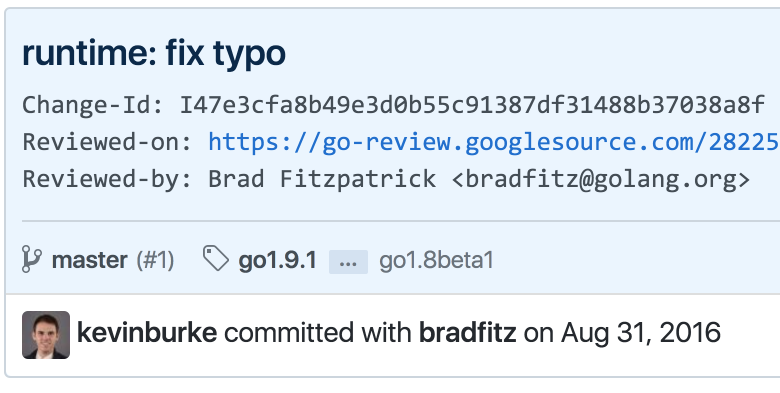 runtime: fix typo
Change-Id: I47e3cfa8b49e3d0b55c91387df31488b37038a8f
Reviewed-on: https://go-review.googlesource.com/28225
Reviewed-by: Brad Fitzpatrick <bradfitz@golang.org>
master (#1) go1.9.1 ... go1.8beta1
kevinburke committed with bradfitz on Aug 31, 2016